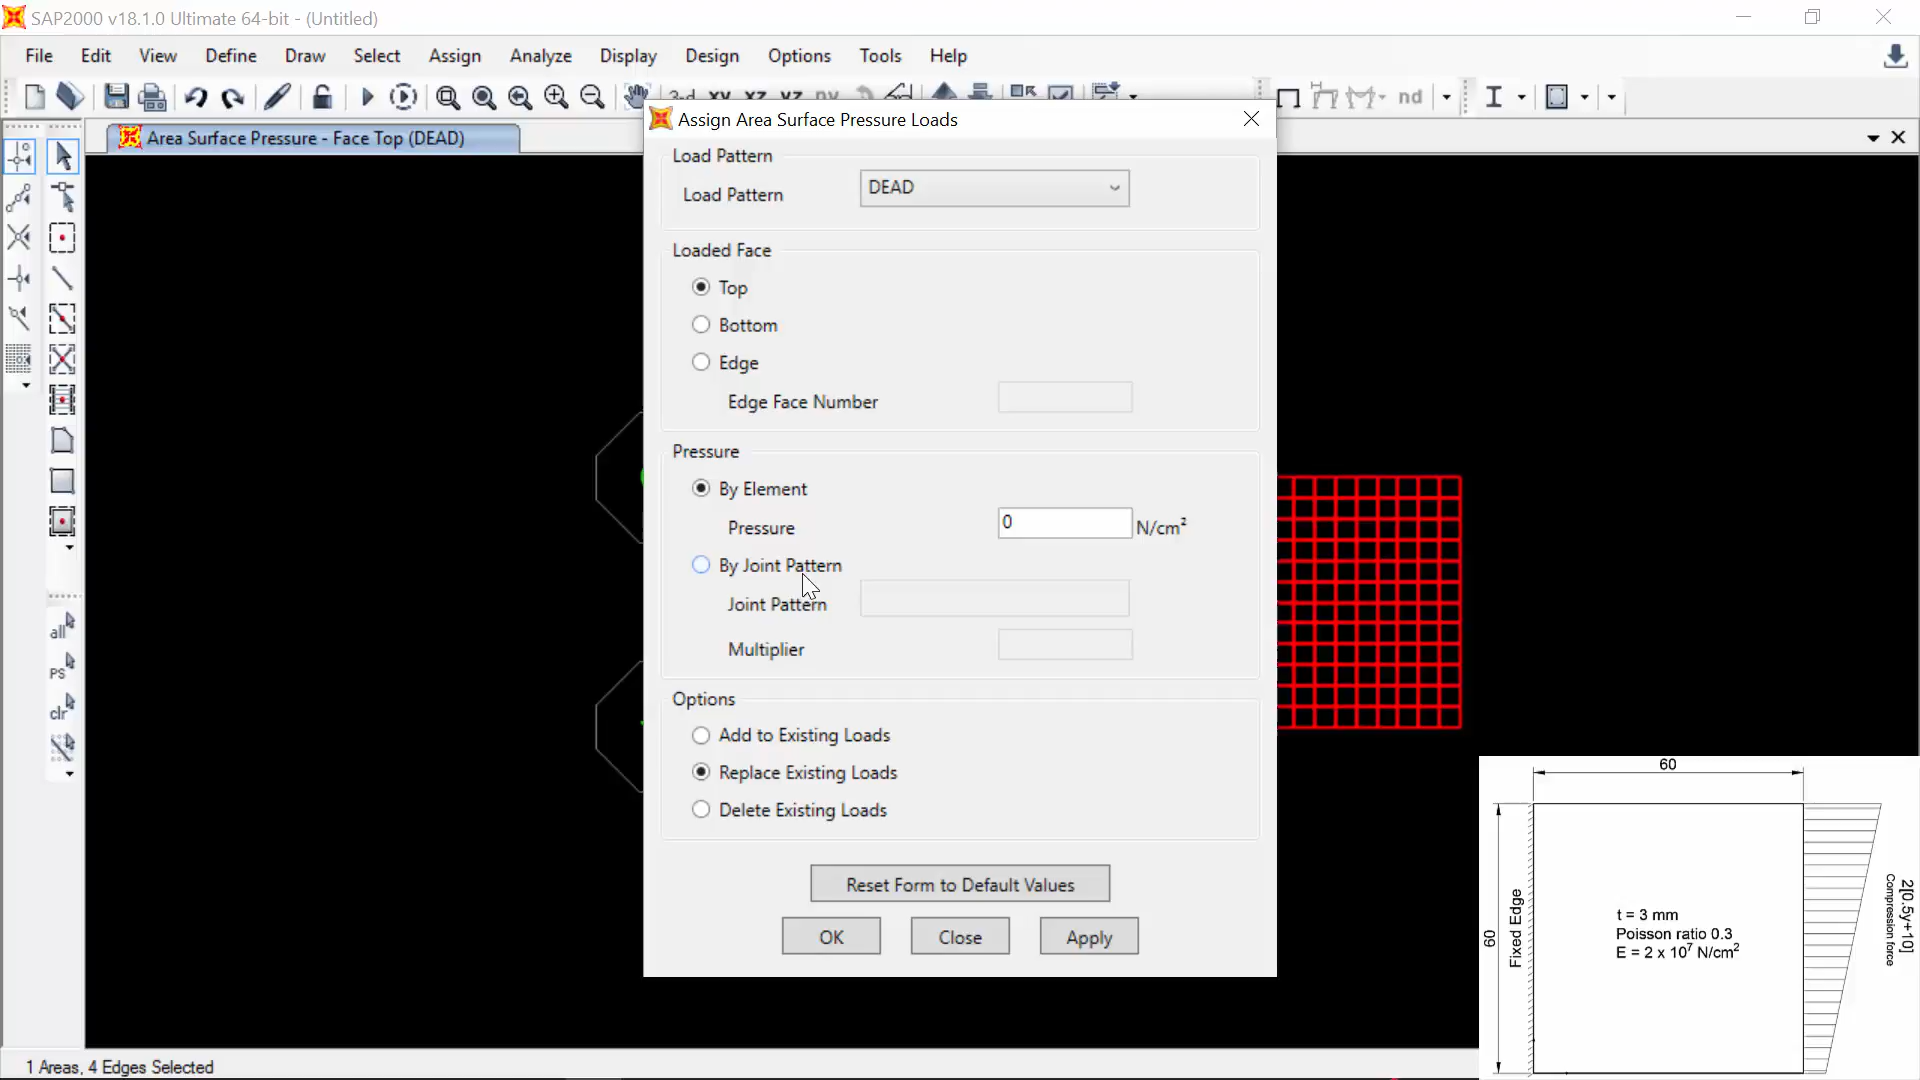 SAP2000 v18.1.0 Ultimate 64-bit - (Untitled)
File Edit View Define Draw Select Assign Analyze Display Design Options Tools Help
nd
Area Surface Pressure - Face Top (DEAD)
Assign Area Surface Pressure Loads
Load Pattern
Load Pattern DEAD
Loaded Face
Top
Bottom
Edge
Edge Face Number
Pressure
By Element
Pressure 0 N/cm²
By Joint Pattern
Joint Pattern
Multiplier
Options
Add to Existing Loads
Replace Existing Loads
Delete Existing Loads
Reset Form to Default Values
OK Close Apply
all
PS
clr
60
60
Fixed Edge
t = 3 mm
Poisson ratio 0.3
E = 2 x 10⁷ N/cm²
2[0.5y+10]
Compression force
1 Areas, 4 Edges Selected